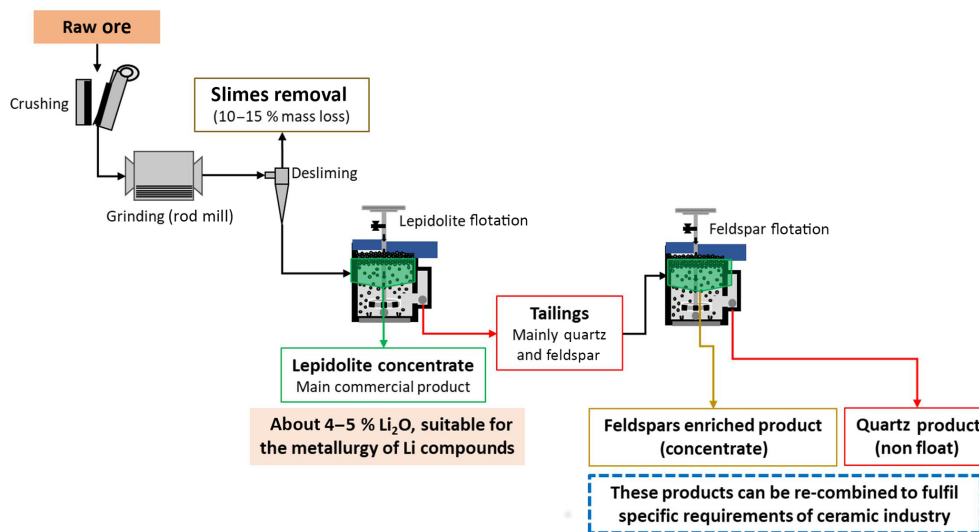 Raw ore
Crushing
Slimes removal
(10–15 % mass loss)
Desliming
Grinding (rod mill)
Lepidolite flotation
Feldspar flotation
Tailings
Mainly quartz
and feldspar
Lepidolite concentrate
Main commercial product
About 4–5 % Li₂O, suitable for
the metallurgy of Li compounds
Feldspars enriched product
(concentrate)
Quartz product
(non float)
These products can be re-combined to fulfil
specific requirements of ceramic industry